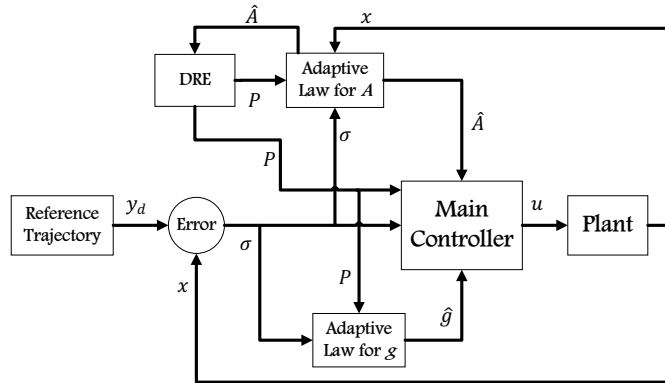 Â
x
DRE
P
Adaptive
Law for A
Â
P
σ
Reference
Trajectory
y_d
Error
σ
Main
Controller
u
Plant
x
P
Adaptive
Law for g
ĝ